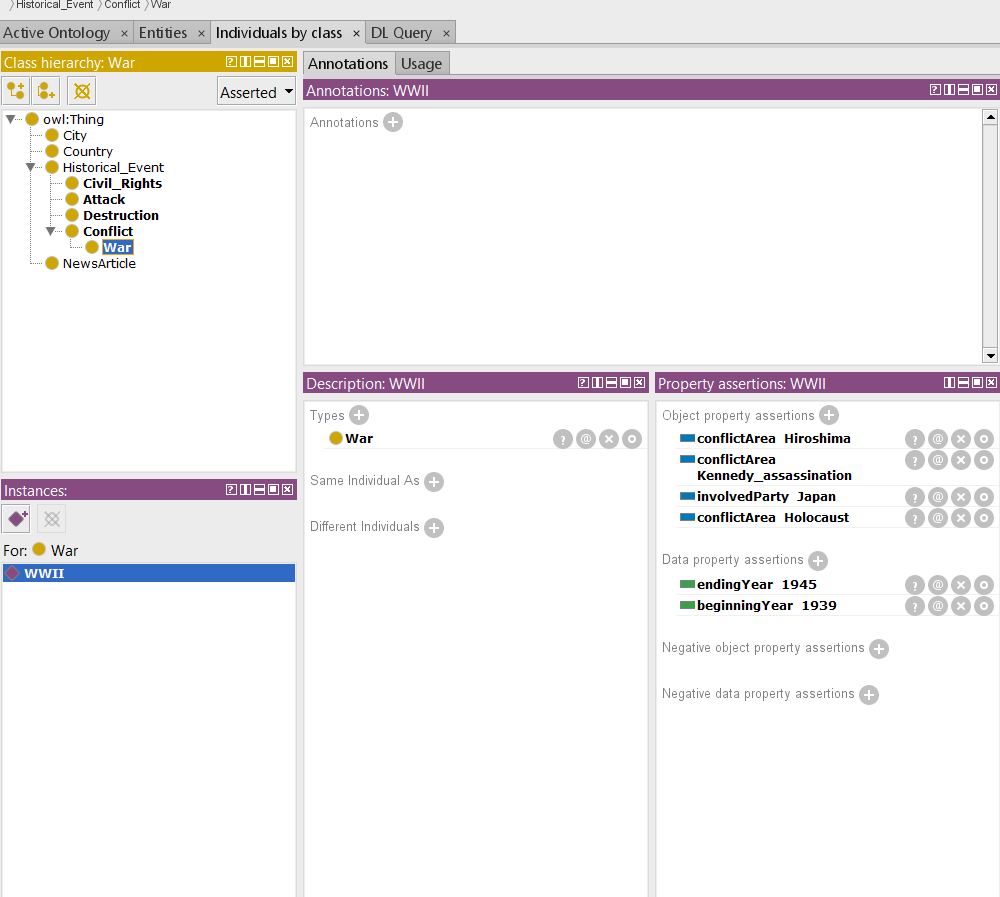 Historical_Event Conflict War
Active Ontology × Entities × Individuals by class × DL Query ×
Class hierarchy: War
Asserted
owl:Thing
City
Country
Historical_Event
Civil_Rights
Attack
Destruction
Conflict
War
NewsArticle
Instances:
For: War
WWII
Annotations Usage
Annotations: WWII
Annotations
Description: WWII
Types
War
Same Individual As
Different Individuals
Property assertions: WWII
Object property assertions
conflictArea Hiroshima
conflictArea
Kennedy_assassination
involvedParty Japan
conflictArea Holocaust
Data property assertions
endingYear 1945
beginningYear 1939
Negative object property assertions
Negative data property assertions